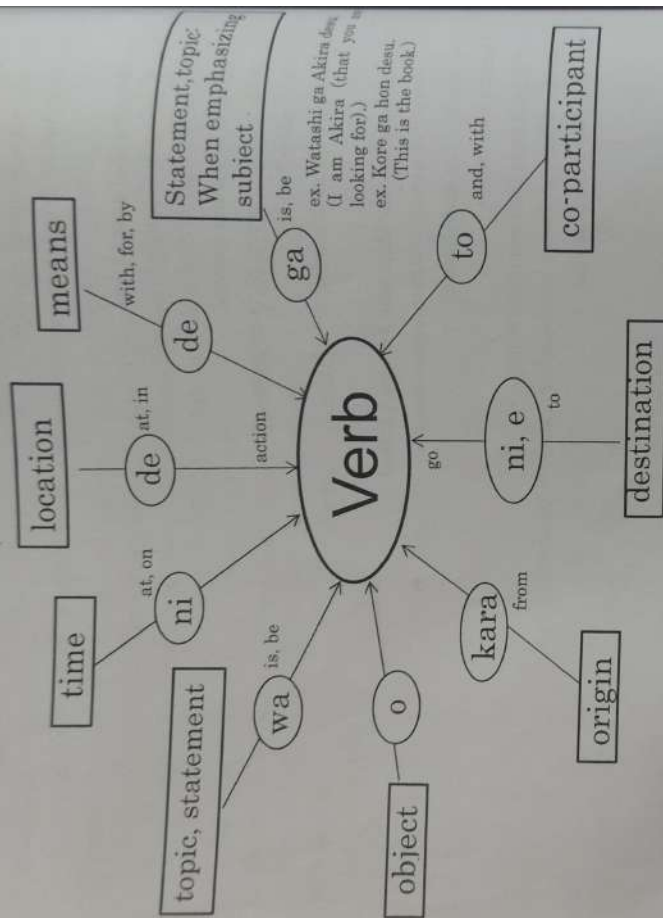 time
at, on
ni
location
at, in
de
action
means
with, for, by
de
Statement, topic:
When emphasizing
subject
is, be
ga
ex. Watashi ga Akira desu
(I am Akira (that you
looking for).)
ex. Kore ga hon desu.
(This is the book.)
topic, statement
is, be
wa
Verb
to
and, with
co-participant
object
o
origin
kara
from
go
ni, e
to
destination